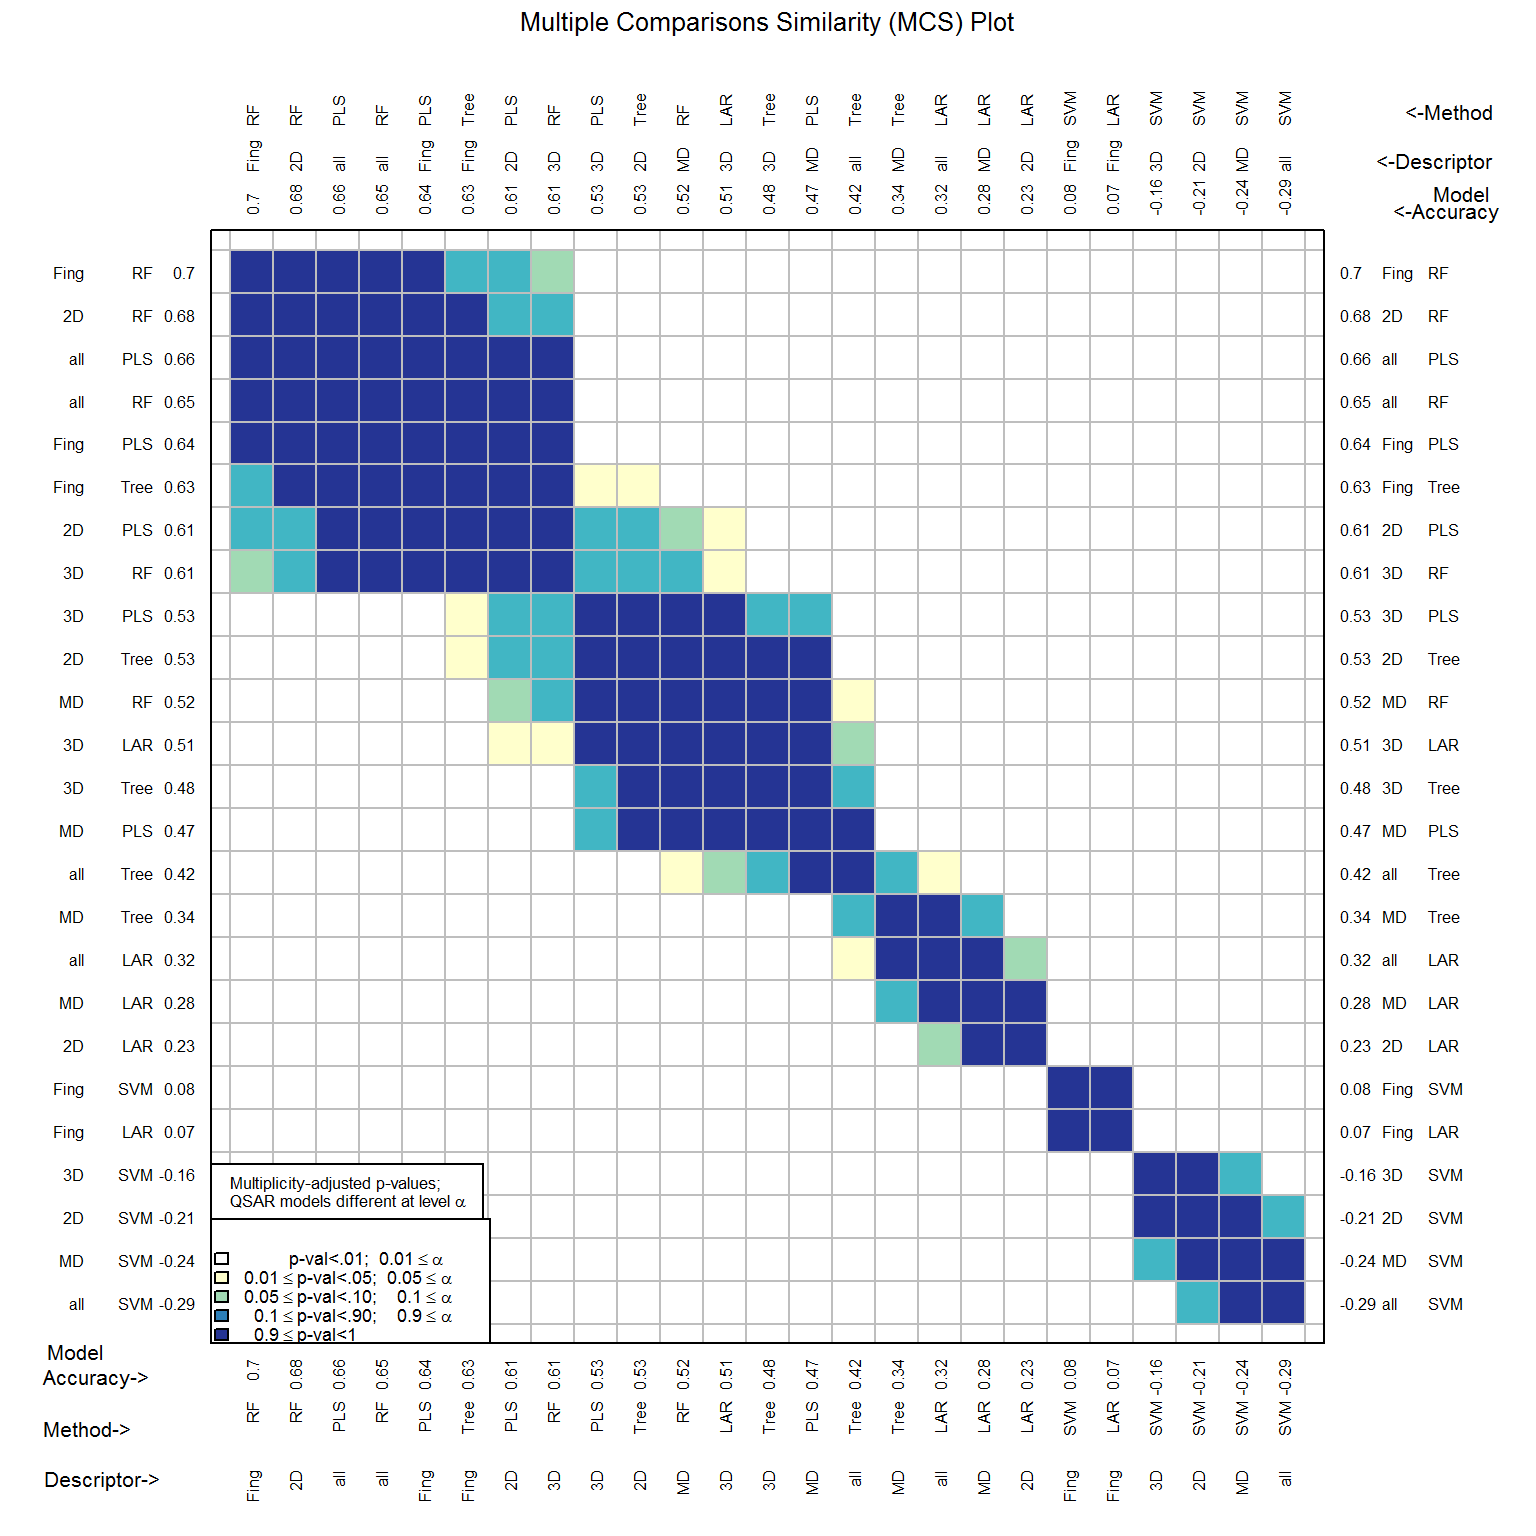 Multiple Comparisons Similarity (MCS) Plot
RF RF PLS RF PLS Tree PLS RF PLS Tree RF LAR Tree PLS Tree Tree LAR LAR LAR SVM LAR SVM SVM SVM SVM <-Method
Fing 2D all all Fing Fing 2D 3D 3D 2D MD 3D 3D MD all MD all MD 2D Fing Fing 3D 2D MD all <-Descriptor
Model
0.7 0.68 0.66 0.65 0.64 0.63 0.61 0.61 0.53 0.53 0.52 0.51 0.48 0.47 0.42 0.34 0.32 0.28 0.23 0.08 0.07 -0.16 -0.21 -0.24 -0.29 <-Accuracy
Fing RF 0.7 0.7 Fing RF
2D RF 0.68 0.68 2D RF
all PLS 0.66 0.66 all PLS
all RF 0.65 0.65 all RF
Fing PLS 0.64 0.64 Fing PLS
Fing Tree 0.63 0.63 Fing Tree
2D PLS 0.61 0.61 2D PLS
3D RF 0.61 0.61 3D RF
3D PLS 0.53 0.53 3D PLS
2D Tree 0.53 0.53 2D Tree
MD RF 0.52 0.52 MD RF
3D LAR 0.51 0.51 3D LAR
3D Tree 0.48 0.48 3D Tree
MD PLS 0.47 0.47 MD PLS
all Tree 0.42 0.42 all Tree
MD Tree 0.34 0.34 MD Tree
all LAR 0.32 0.32 all LAR
MD LAR 0.28 0.28 MD LAR
2D LAR 0.23 0.23 2D LAR
Fing SVM 0.08 0.08 Fing SVM
Fing LAR 0.07 0.07 Fing LAR
3D SVM -0.16 -0.16 3D SVM
2D SVM -0.21 -0.21 2D SVM
MD SVM -0.24 -0.24 MD SVM
all SVM -0.29 -0.29 all SVM
Multiplicity-adjusted p-values;
QSAR models different at level α
p-val<.01; 0.01 ≤ α
0.01 ≤ p-val<.05; 0.05 ≤ α
0.05 ≤ p-val<.10; 0.1 ≤ α
0.1 ≤ p-val<.90; 0.9 ≤ α
0.9 ≤ p-val<1
Model
Accuracy-> 0.7 0.68 0.66 0.65 0.64 0.63 0.61 0.61 0.53 0.53 0.52 0.51 0.48 0.47 0.42 0.34 0.32 0.28 0.23 0.08 0.07 -0.16 -0.21 -0.24 -0.29
Method-> RF RF PLS RF PLS Tree PLS RF PLS Tree RF LAR Tree PLS Tree Tree LAR LAR LAR SVM LAR SVM SVM SVM SVM
Descriptor-> Fing 2D all all Fing Fing 2D 3D 3D 2D MD 3D 3D MD all MD all MD 2D Fing Fing 3D 2D MD all